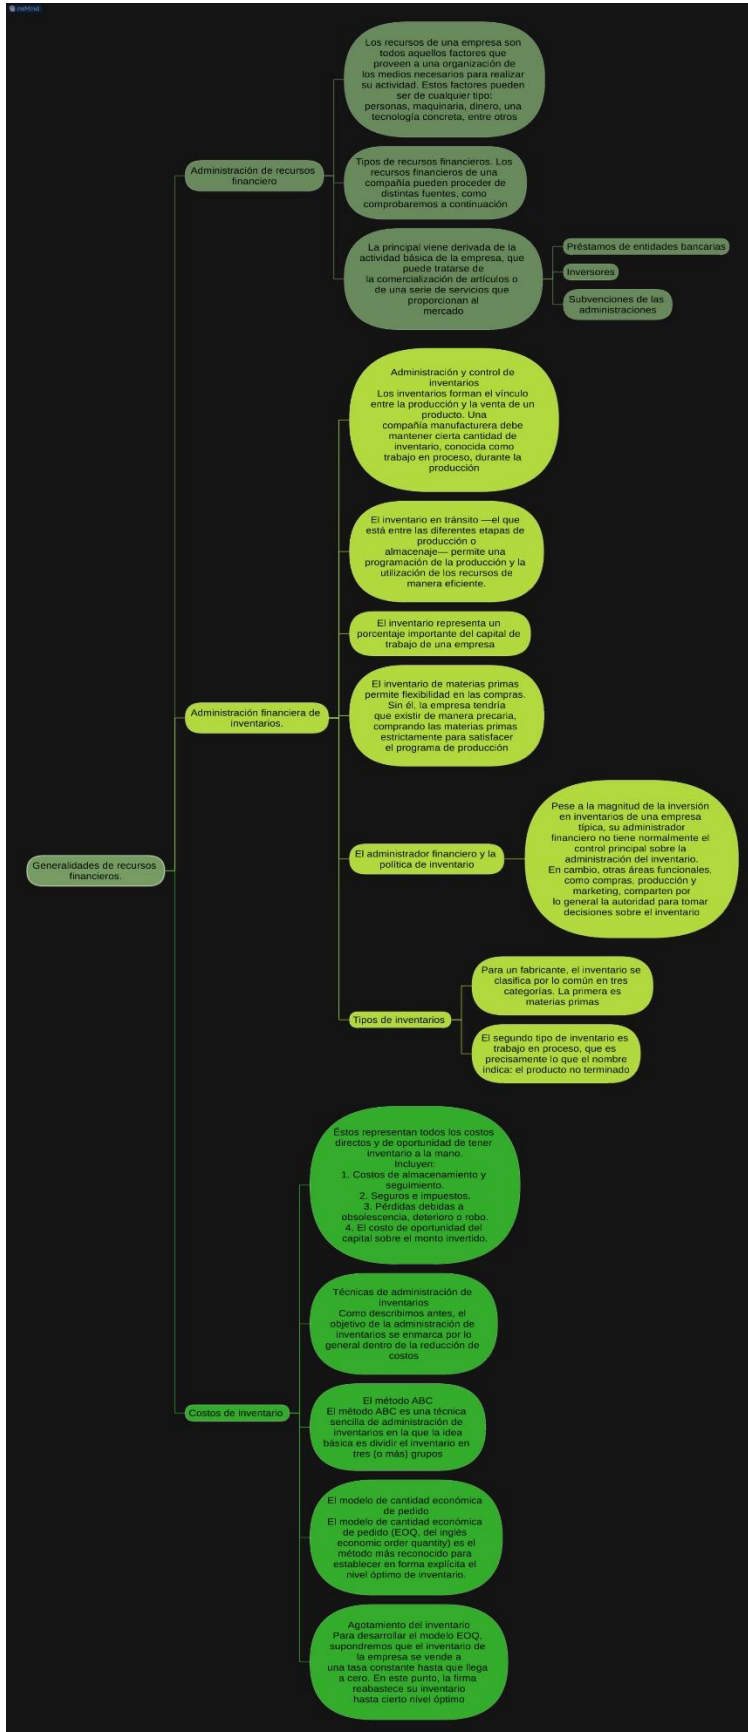 miMind
Los recursos de una empresa son
todos aquellos factores que
proveen a una organización de
los medios necesarios para realizar
su actividad. Estos factores pueden
ser de cualquier tipo:
personas, maquinaria, dinero, una
tecnología concreta, entre otros
Administración de recursos
financiero
Tipos de recursos financieros. Los
recursos financieros de una
compañía pueden proceder de
distintas fuentes, como
comprobaremos a continuación
La principal viene derivada de la
actividad básica de la empresa, que
puede tratarse de
la comercialización de artículos o
de una serie de servicios que
proporcionan al
mercado
Préstamos de entidades bancarias
Inversores
Subvenciones de las
administraciones
Administración y control de
inventarios
Los inventarios forman el vínculo
entre la producción y la venta de un
producto. Una
compañía manufacturera debe
mantener cierta cantidad de
inventario, conocida como
trabajo en proceso, durante la
producción
El inventario en tránsito —el que
está entre las diferentes etapas de
producción o
almacenaje— permite una
programación de la producción y la
utilización de los recursos de
manera eficiente.
El inventario representa un
porcentaje importante del capital de
trabajo de una empresa
El inventario de materias primas
permite flexibilidad en las compras.
Sin él, la empresa tendría
que existir de manera precaria,
comprando las materias primas
estrictamente para satisfacer
el programa de producción
Administración financiera de
inventarios.
Pese a la magnitud de la inversión
en inventarios de una empresa
típica, su administrador
financiero no tiene normalmente el
control principal sobre la
administración del inventario.
En cambio, otras áreas funcionales,
como compras, producción y
marketing, comparten por
lo general la autoridad para tomar
decisiones sobre el inventario
El administrador financiero y la
política de inventario
Generalidades de recursos
financieros.
Para un fabricante, el inventario se
clasifica por lo común en tres
categorías. La primera es
materias primas
Tipos de inventarios
El segundo tipo de inventario es
trabajo en proceso, que es
precisamente lo que el nombre
indica: el producto no terminado
Éstos representan todos los costos
directos y de oportunidad de tener
inventario a la mano.
Incluyen:
1. Costos de almacenamiento y
seguimiento.
2. Seguros e impuestos.
3. Pérdidas debidas a
obsolescencia, deterioro o robo.
4. El costo de oportunidad del
capital sobre el monto invertido.
Técnicas de administración de
inventarios
Como describimos antes, el
objetivo de la administración de
inventarios se enmarca por lo
general dentro de la reducción de
costos
Costos de inventario
El método ABC
El método ABC es una técnica
sencilla de administración de
inventarios en la que la idea
básica es dividir el inventario en
tres (o más) grupos
El modelo de cantidad económica
de pedido
El modelo de cantidad económica
de pedido (EOQ, del inglés
economic order quantity) es el
método más reconocido para
establecer en forma explícita el
nivel óptimo de inventario.
Agotamiento del inventario
Para desarrollar el modelo EOQ,
supondremos que el inventario de
la empresa se vende a
una tasa constante hasta que llega
a cero. En este punto, la firma
reabastece su inventario
hasta cierto nivel óptimo